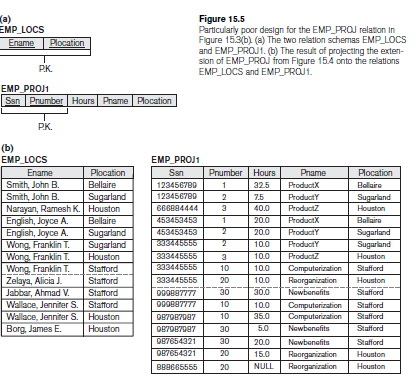 (a)
EMP_LOCS
Ename Plocation
P.K.
EMP_PROJ1
Ssn Pnumber Hours Pname Plocation
P.K.
Figure 15.5
Particularly poor design for the EMP_PROJ relation in
Figure 15.3(b). (a) The two relation schemas EMP_LOCS
and EMP_PROJ1. (b) The result of projecting the exten-
sion of EMP_PROJ from Figure 15.4 onto the relations
EMP_LOCS and EMP_PROJ1.
(b)
EMP_LOCS
Ename Plocation
Smith, John B. Bellaire
Smith, John B. Sugarland
Narayan, Ramesh K. Houston
English, Joyce A. Bellaire
English, Joyce A. Sugarland
Wong, Franklin T. Sugarland
Wong, Franklin T. Houston
Wong, Franklin T. Stafford
Zelaya, Alicia J. Stafford
Jabbar, Ahmad V. Stafford
Wallace, Jennifer S. Stafford
Wallace, Jennifer S. Houston
Borg, James E. Houston
EMP_PROJ1
Ssn Pnumber Hours Pname Plocation
123456789 1 32.5 ProductX Bellaire
123456789 2 7.5 ProductY Sugarland
666884444 3 40.0 ProductZ Houston
453453453 1 20.0 ProductX Bellaire
453453453 2 20.0 ProductY Sugarland
333445555 2 10.0 ProductY Sugarland
333445555 3 10.0 ProductZ Houston
333445555 10 10.0 Computerization Stafford
333445555 20 10.0 Reorganization Houston
999887777 30 30.0 Newbenefits Stafford
999887777 10 10.0 Computerization Stafford
987987987 10 35.0 Computerization Stafford
987987987 30 5.0 Newbenefits Stafford
987654321 30 20.0 Newbenefits Stafford
987654321 20 15.0 Reorganization Houston
888665555 20 NULL Reorganization Houston